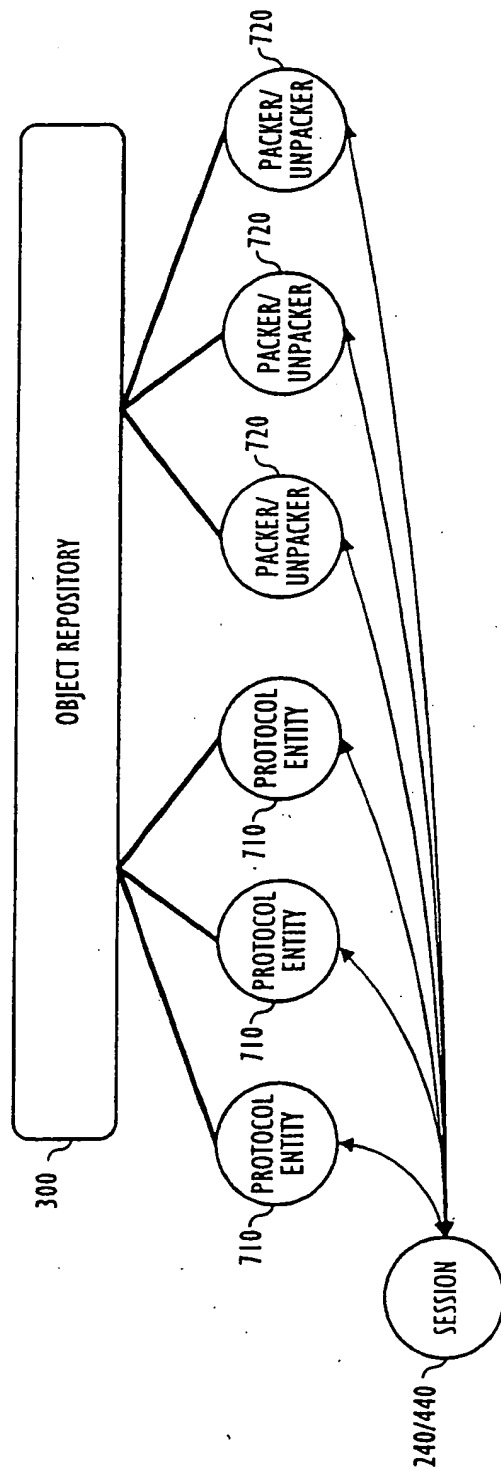 300
OBJECT REPOSITORY
710
PROTOCOL
ENTITY
710
PROTOCOL
ENTITY
710
PROTOCOL
ENTITY
720
PACKER/
UNPACKER
720
PACKER/
UNPACKER
720
PACKER/
UNPACKER
SESSION
240/440